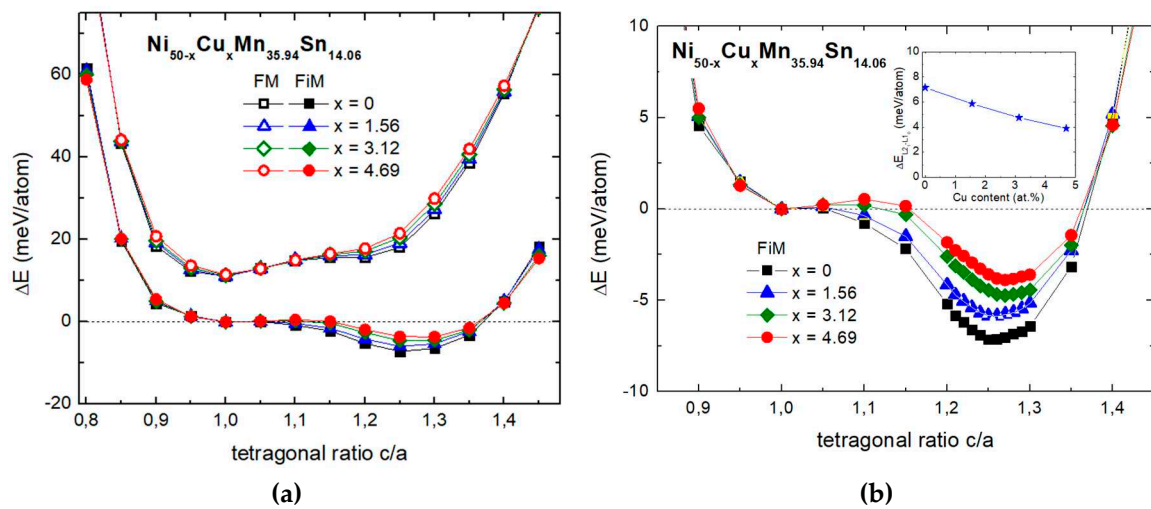 Ni50-xCuxMn35.94Sn14.06
FM FiM
x = 0
x = 1.56
x = 3.12
x = 4.69
60
40
20
0
-20
ΔE (meV/atom)
0,8 0,9 1,0 1,1 1,2 1,3 1,4
tetragonal ratio c/a
(a)
Ni50-xCuxMn35.94Sn14.06
10
8
6
4
2
0
0 1 2 3 4 5
Cu content (at.%)
10
5
0
-5
-10
ΔE (meV/atom)
FiM
x = 0
x = 1.56
x = 3.12
x = 4.69
0,9 1,0 1,1 1,2 1,3 1,4
tetragonal ratio c/a
(b)